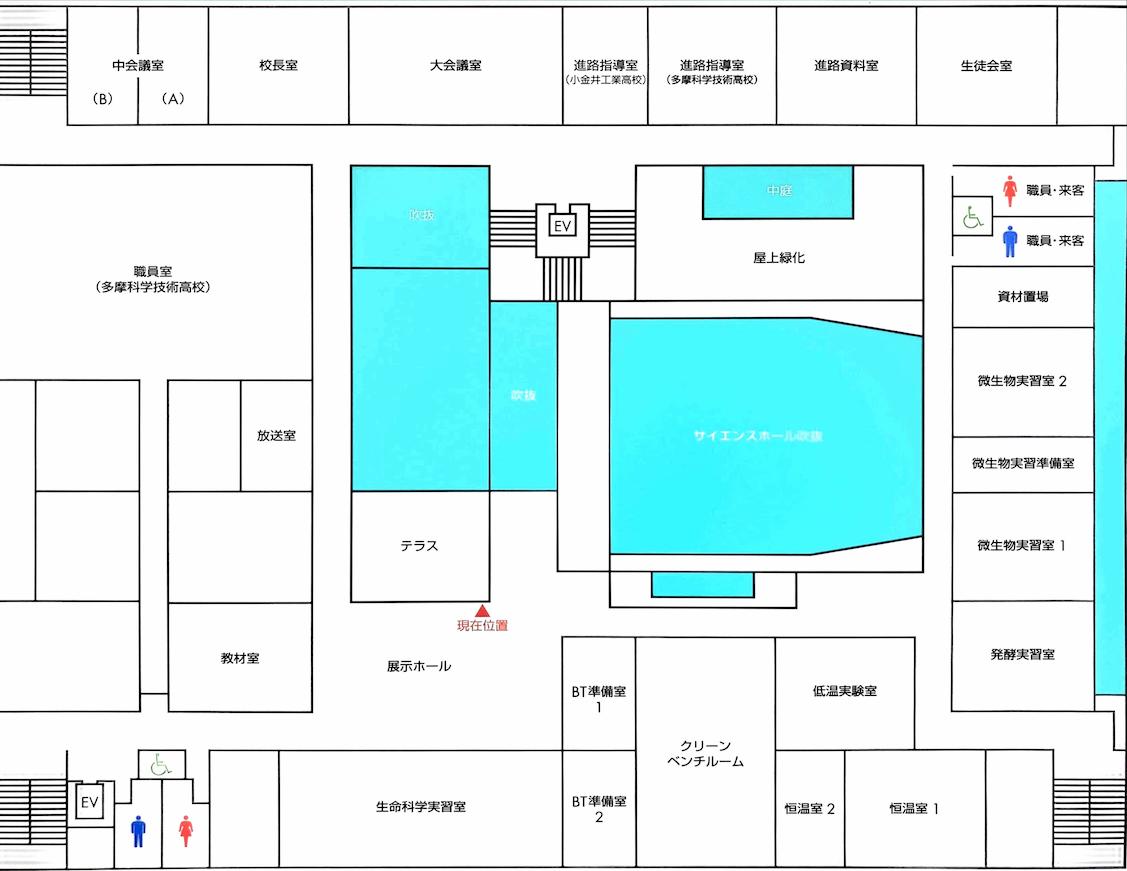 中会議室
（B）
（A）
校長室
大会議室
進路指導室
（小金井工業高校）
進路指導室
（多摩科学技術高校）
進路資料室
生徒会室
吹抜
EV
中庭
屋上緑化
職員・来客
職員・来客
職員室
（多摩科学技術高校）
資材置場
微生物実習室 2
吹抜
放送室
サイエンスホール吹抜
微生物実習準備室
テラス
微生物実習室 1
現在位置
教材室
展示ホール
発酵実習室
BT準備室
1
低温実験室
クリーン
ベンチルーム
EV
生命科学実習室
BT準備室
2
恒温室 2
恒温室 1